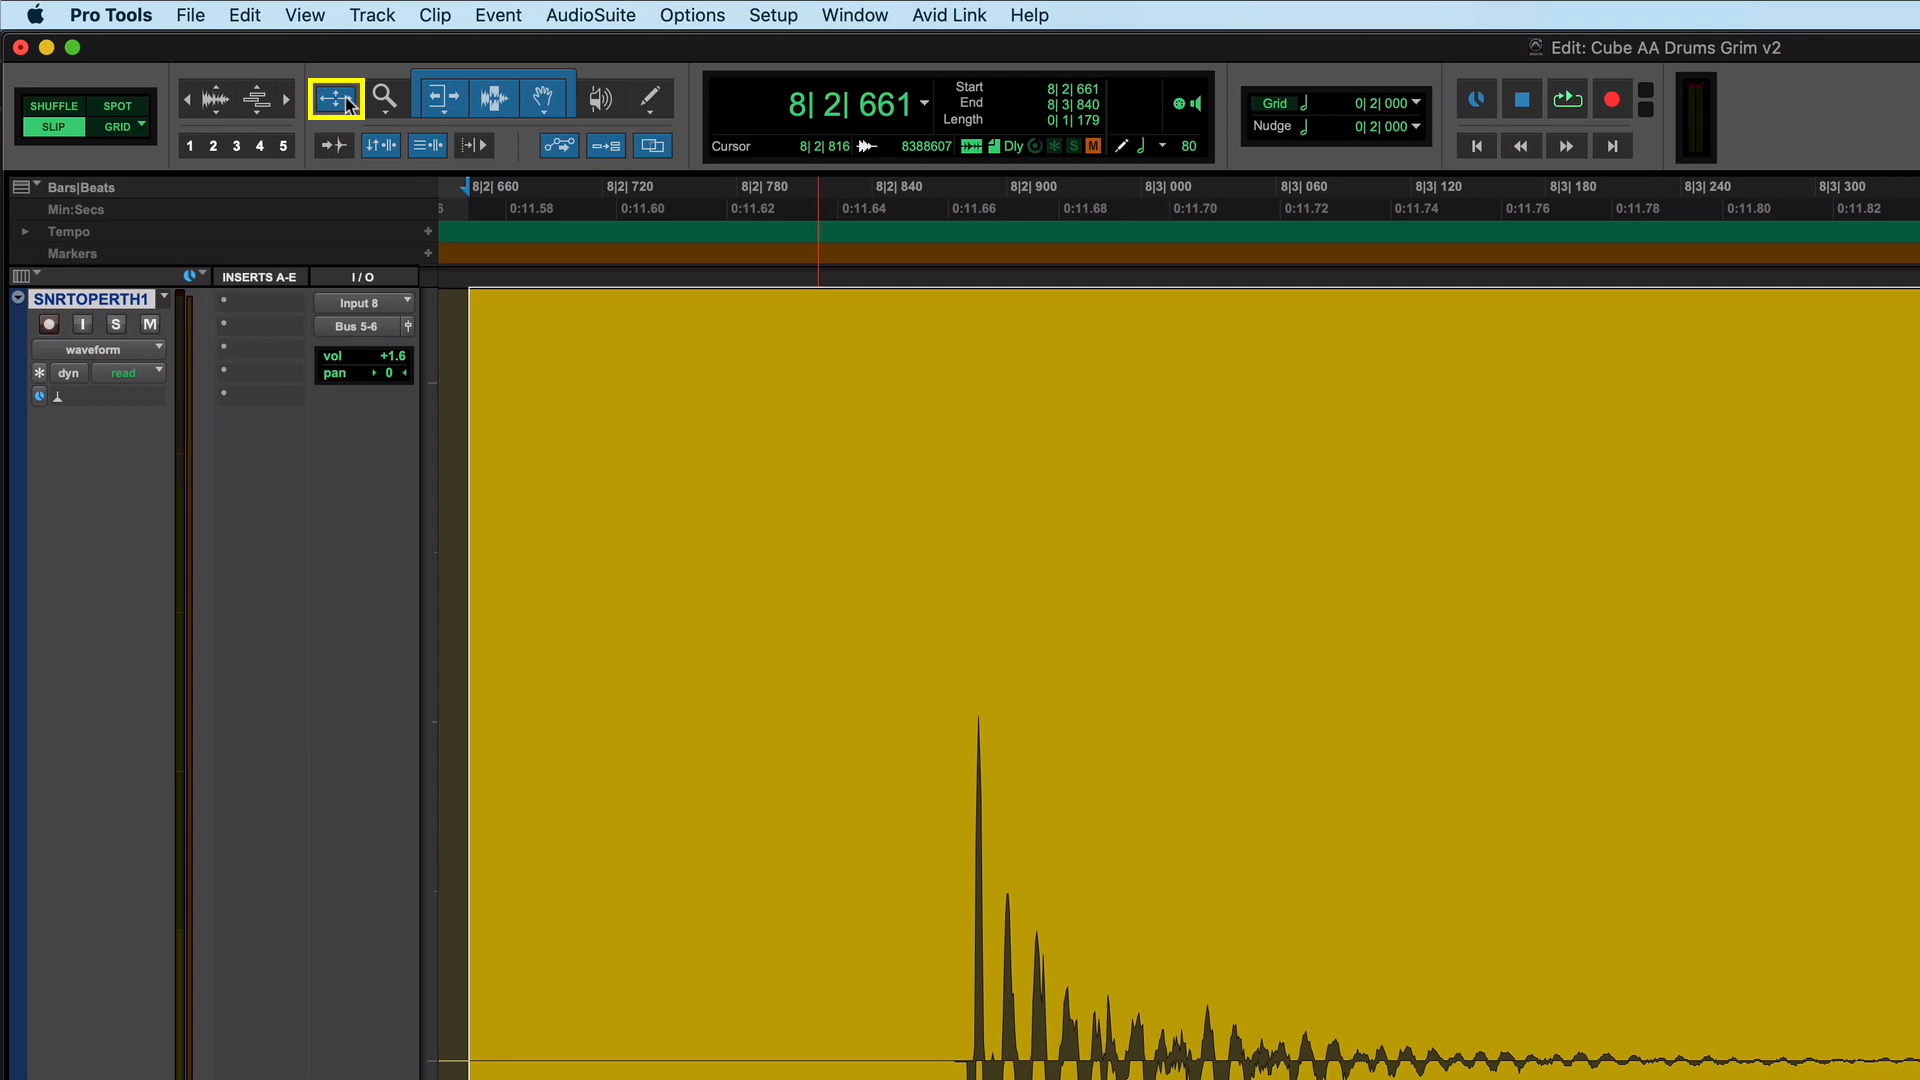 Pro Tools File Edit View Track Clip Event AudioSuite Options Setup Window Avid Link Help
Edit: Cube AA Drums Grim v2
SHUFFLE SPOT
SLIP GRID
1 2 3 4 5
8| 2| 661
Start 8| 2| 661
End 8| 3| 840
Length 0| 1| 179
Cursor 8| 2| 816 8388607 Dly S M 80
Grid 0| 2| 000
Nudge 0| 2| 000
Bars|Beats 8|2| 660 8|2| 720 8|2| 780 8|2| 840 8|2| 900 8|3| 000 8|3| 060 8|3| 120 8|3| 180 8|3| 240 8|3| 300
Min:Secs 6 0:11.58 0:11.60 0:11.62 0:11.64 0:11.66 0:11.68 0:11.70 0:11.72 0:11.74 0:11.76 0:11.78 0:11.80 0:11.82
Tempo
Markers
INSERTS A-E I / O
SNRTOPERTH1
Input 8
I S M
Bus 5-6
waveform
vol +1.6
dyn read
pan 0